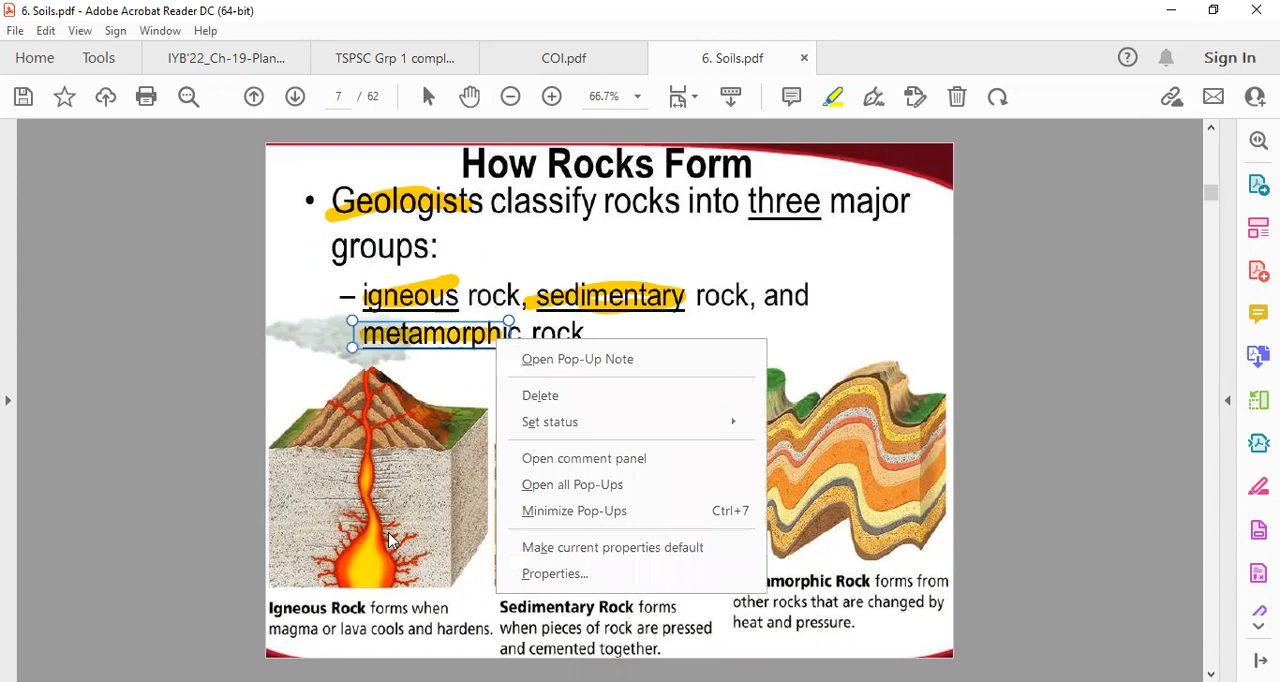 6. Soils.pdf - Adobe Acrobat Reader DC (64-bit)
File Edit View Sign Window Help
Home Tools IYB'22_Ch-19-Plan... TSPSC Grp 1 compl... COI.pdf 6. Soils.pdf × ? Sign In
7 / 62 66.7%
How Rocks Form
• Geologists classify rocks into three major
groups:
– igneous rock, sedimentary rock, and
metamorphic rock
Open Pop-Up Note
Delete
Set status
Open comment panel
Open all Pop-Ups
Minimize Pop-Ups Ctrl+7
Make current properties default
Properties...
Igneous Rock forms when
magma or lava cools and hardens.
Sedimentary Rock forms
when pieces of rock are pressed
and cemented together.
amorphic Rock forms from
other rocks that are changed by
heat and pressure.